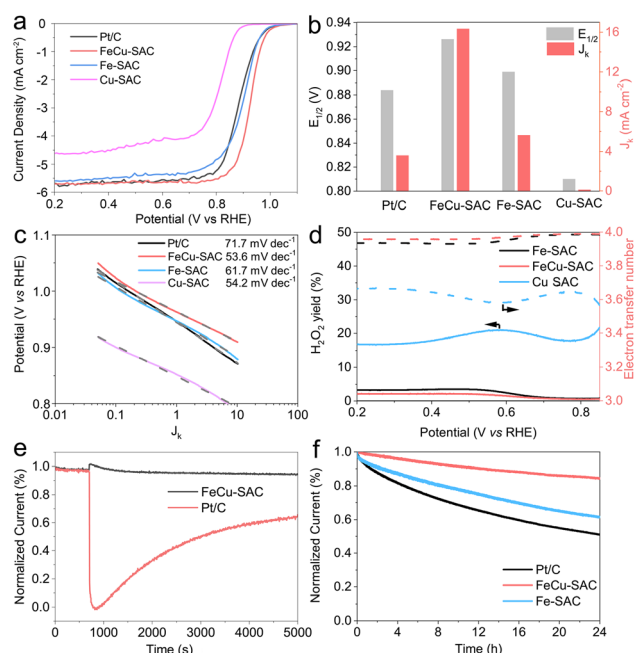 a
Current Density (mA cm⁻²)
0
-1
-2
-3
-4
-5
-6
Pt/C
FeCu-SAC
Fe-SAC
Cu-SAC
0.2 0.4 0.6 0.8 1.0
Potential (V vs RHE)
b
E₁/₂ (V)
0.94
0.92
0.90
0.88
0.86
0.84
0.82
0.80
E₁/₂
Jₖ
16
12
8
4
0
Jₖ (mA cm⁻²)
Pt/C FeCu-SAC Fe-SAC Cu-SAC
c
Potential (V vs RHE)
1.1
1.0
0.9
0.8
Pt/C 71.7 mV dec⁻¹
FeCu-SAC 53.6 mV dec⁻¹
Fe-SAC 61.7 mV dec⁻¹
Cu-SAC 54.2 mV dec⁻¹
0.01 0.1 1 10 100
Jₖ
d
H₂O₂ yield (%)
50
40
30
20
10
0
Fe-SAC
FeCu-SAC
Cu SAC
4.0
3.8
3.6
3.4
3.2
3.0
Electron transfer number
0.2 0.4 0.6 0.8
Potential (V vs RHE)
e
Normalized Current (%)
1.0
0.8
0.6
0.4
0.2
0.0
FeCu-SAC
Pt/C
0 1000 2000 3000 4000 5000
Time (s)
f
Normalized Current (%)
1.0
0.8
0.6
0.4
0.2
0.0
Pt/C
FeCu-SAC
Fe-SAC
0 4 8 12 16 20 24
Time (h)